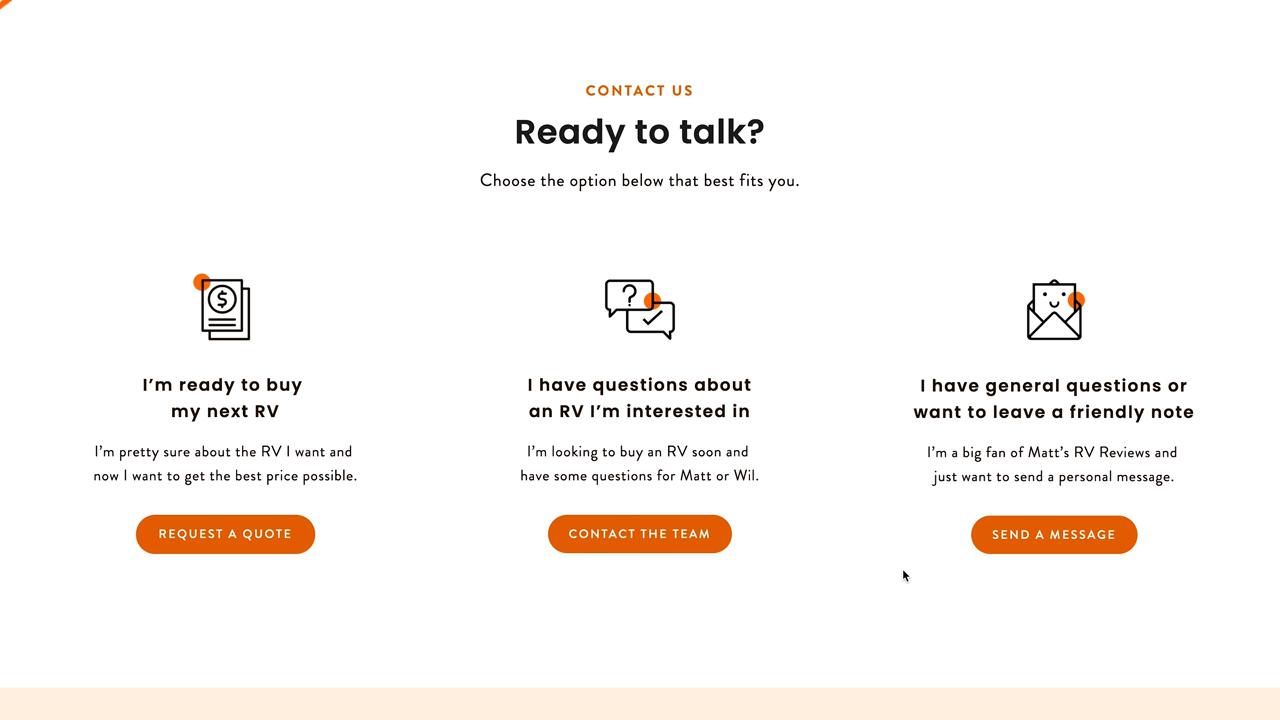 CONTACT US
Ready to talk?
Choose the option below that best fits you.
$
I'm ready to buy
my next RV
I'm pretty sure about the RV I want and
now I want to get the best price possible.
REQUEST A QUOTE
?
I have questions about
an RV I'm interested in
I'm looking to buy an RV soon and
have some questions for Matt or Wil.
CONTACT THE TEAM
I have general questions or
want to leave a friendly note
I'm a big fan of Matt's RV Reviews and
just want to send a personal message.
SEND A MESSAGE